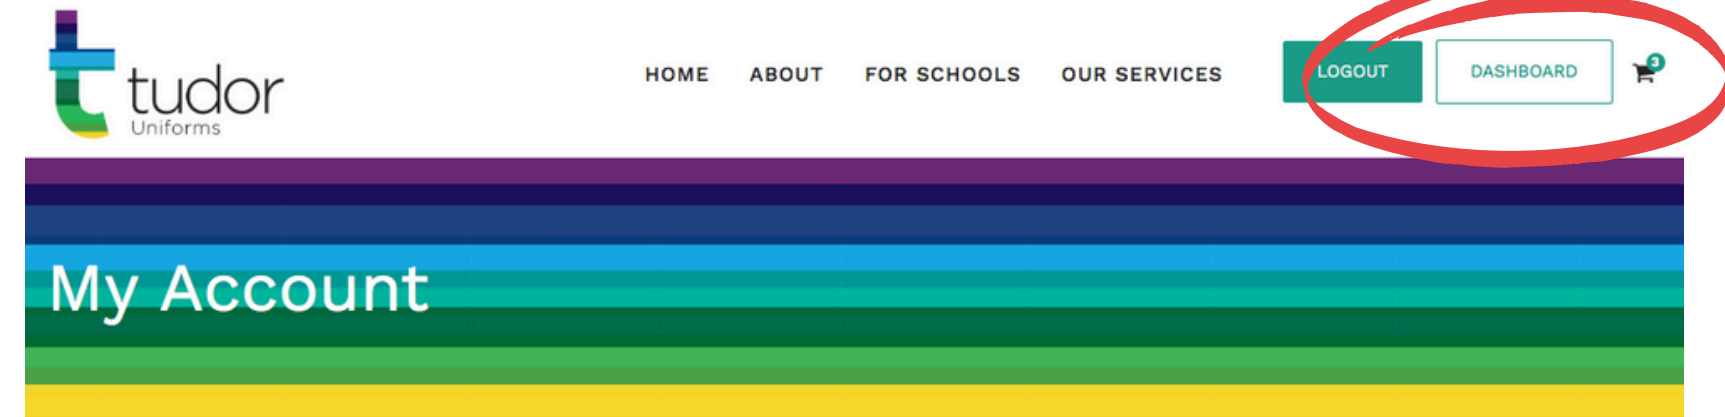 tudor
Uniforms
HOME ABOUT FOR SCHOOLS OUR SERVICES LOGOUT DASHBOARD 3
My Account